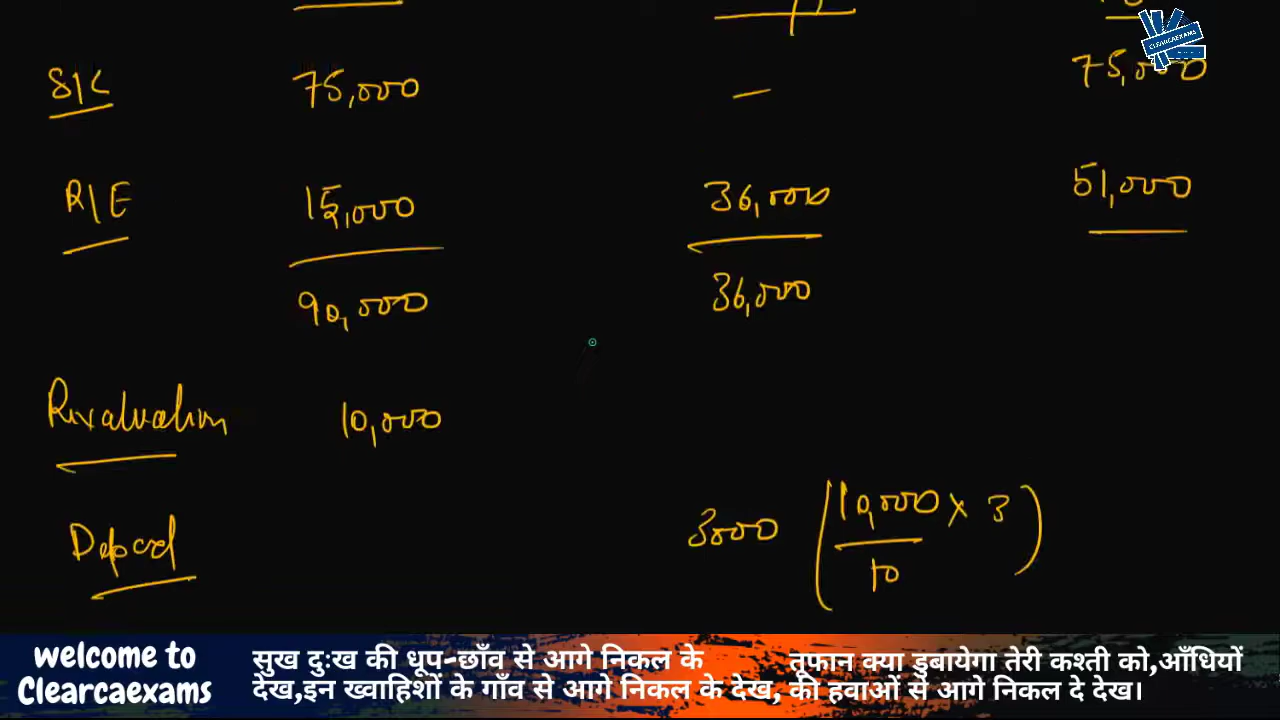 CLEARCAEXAMS
S/C 75,000 — 75,000
R/E 15,000 36,000 51,000
90,000 36,000
Revaluation 10,000
3000 (10,000 × 3
10)
welcome to
Clearcaexams
सुख दुःख की धूप-छाँव से आगे निकल के
देख,इन ख्वाहिशों के गाँव से आगे निकल के देख,
तूफान क्या डुबायेगा तेरी कश्ती को,आँधियों
की हवाओं से आगे निकल दे देख।